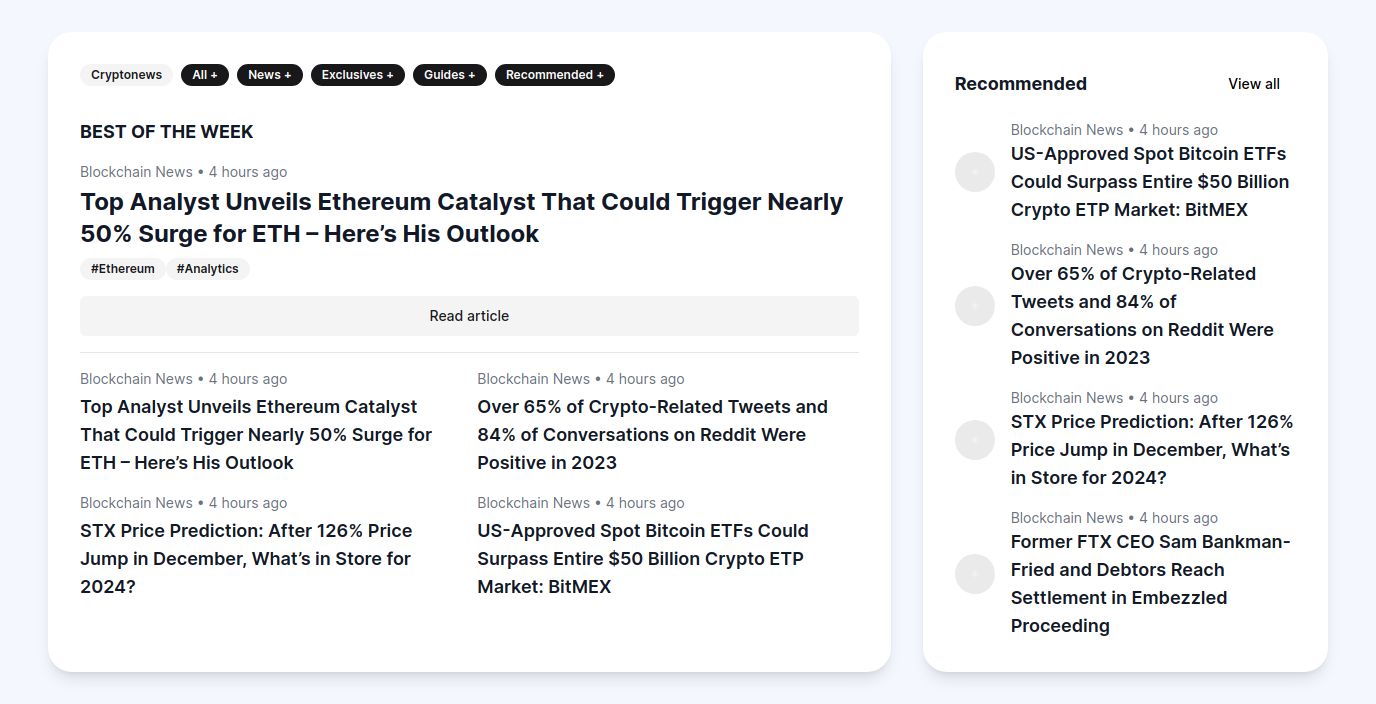 Cryptonews
All +
News +
Exclusives +
Guides +
Recommended +
BEST OF THE WEEK
Blockchain News • 4 hours ago
Top Analyst Unveils Ethereum Catalyst That Could Trigger Nearly
50% Surge for ETH – Here’s His Outlook
#Ethereum
#Analytics
Read article
Blockchain News • 4 hours ago
Top Analyst Unveils Ethereum Catalyst
That Could Trigger Nearly 50% Surge for
ETH – Here’s His Outlook
Blockchain News • 4 hours ago
Over 65% of Crypto-Related Tweets and
84% of Conversations on Reddit Were
Positive in 2023
Blockchain News • 4 hours ago
STX Price Prediction: After 126% Price
Jump in December, What’s in Store for
2024?
Blockchain News • 4 hours ago
US-Approved Spot Bitcoin ETFs Could
Surpass Entire $50 Billion Crypto ETP
Market: BitMEX
Recommended
View all
Blockchain News • 4 hours ago
US-Approved Spot Bitcoin ETFs
Could Surpass Entire $50 Billion
Crypto ETP Market: BitMEX
Blockchain News • 4 hours ago
Over 65% of Crypto-Related
Tweets and 84% of
Conversations on Reddit Were
Positive in 2023
Blockchain News • 4 hours ago
STX Price Prediction: After 126%
Price Jump in December, What’s
in Store for 2024?
Blockchain News • 4 hours ago
Former FTX CEO Sam Bankman-
Fried and Debtors Reach
Settlement in Embezzled
Proceeding